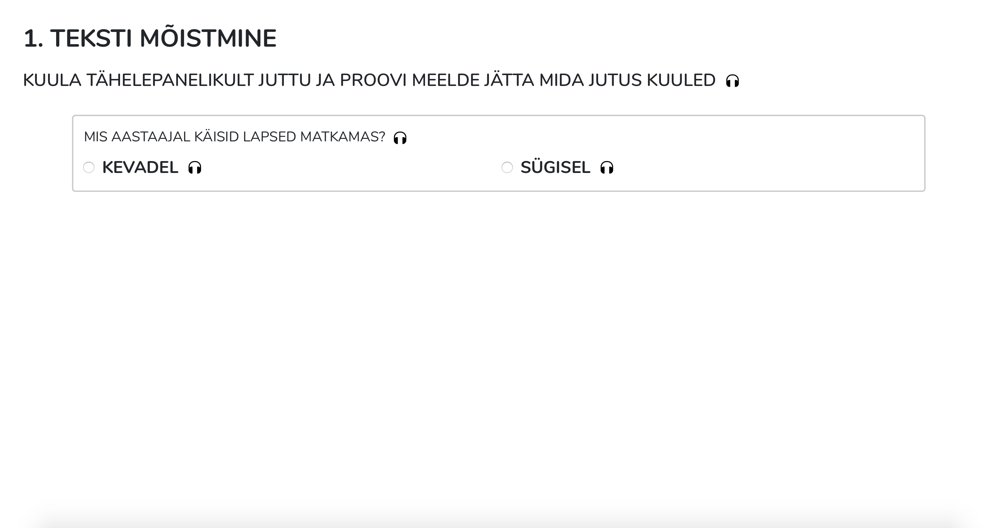 1. TEKSTI MÕISTMINE
KUULA TÄHELEPANELIKULT JUTTU JA PROOVI MEELDE JÄTTA MIDA JUTUS KUULED
MIS AASTAAJAL KÄISID LAPSED MATKAMAS?
KEVADEL SÜGISEL